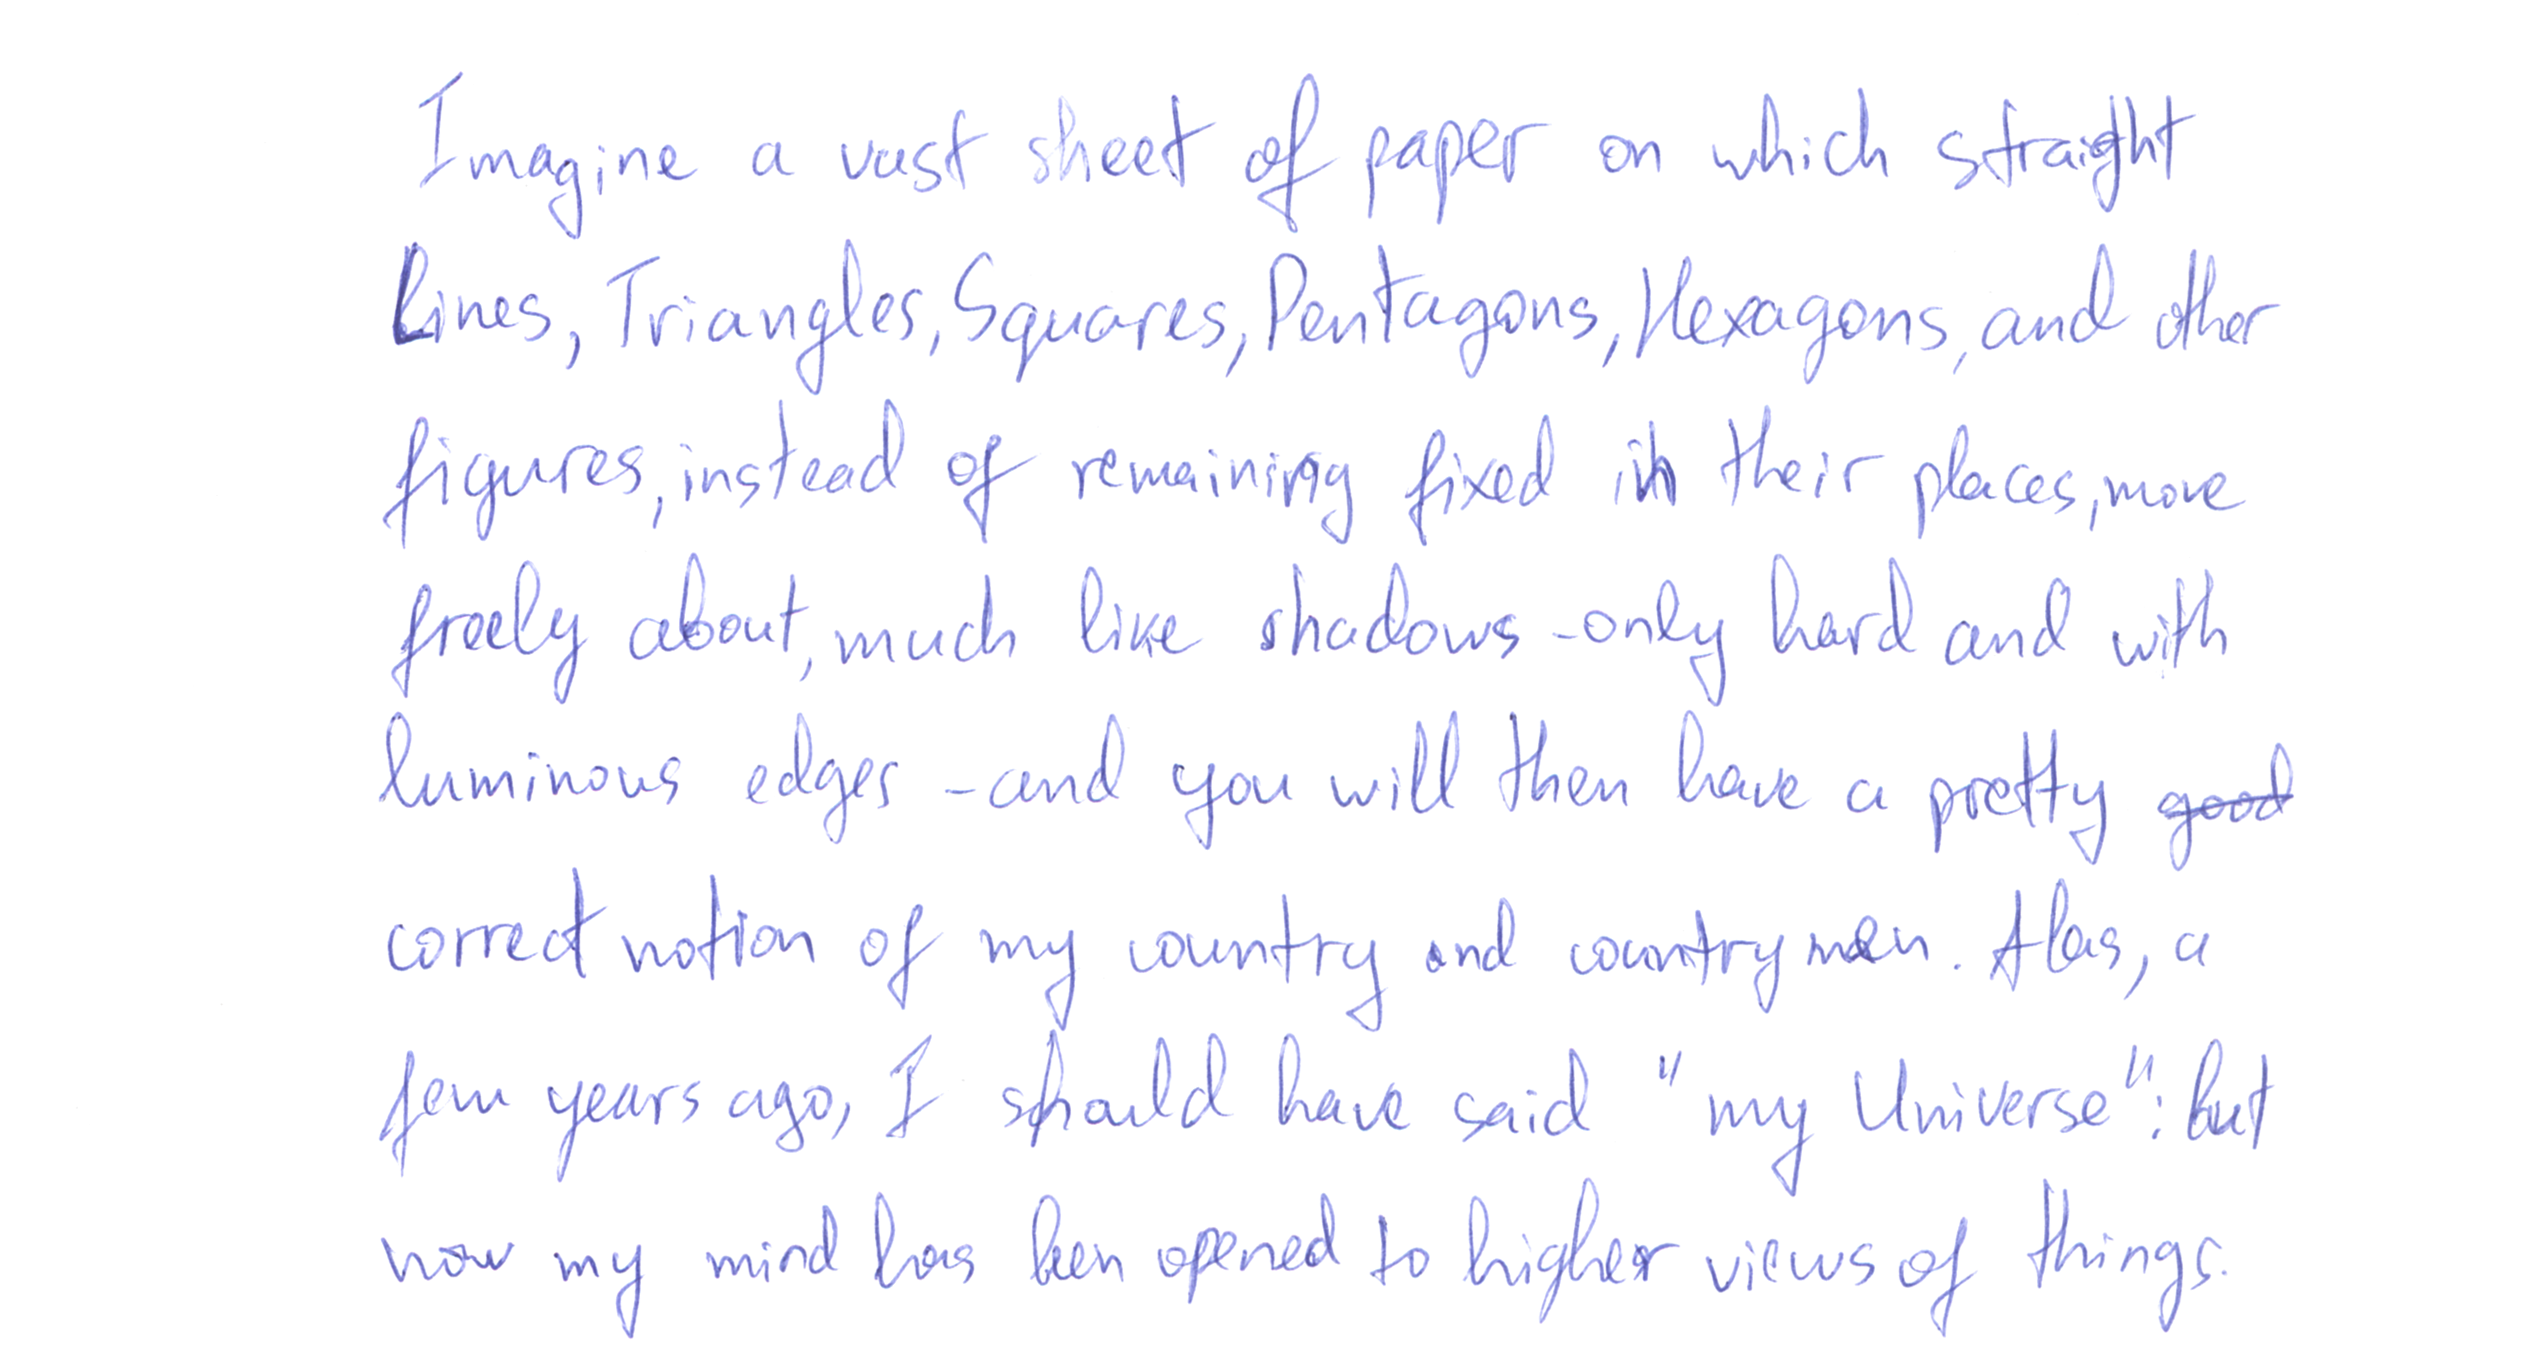 Imagine a vast sheet of paper on which straight
Lines, Triangles, Squares, Pentagons, Hexagons, and other
figures, instead of remaining fixed in their places, move
freely about, much like shadows - only hard and with
luminous edges - and you will then have a pretty ~~good~~
correct notion of my country and countrymen. Alas, a
few years ago, I should have said "my Universe": but
now my mind has been opened to higher views of things.